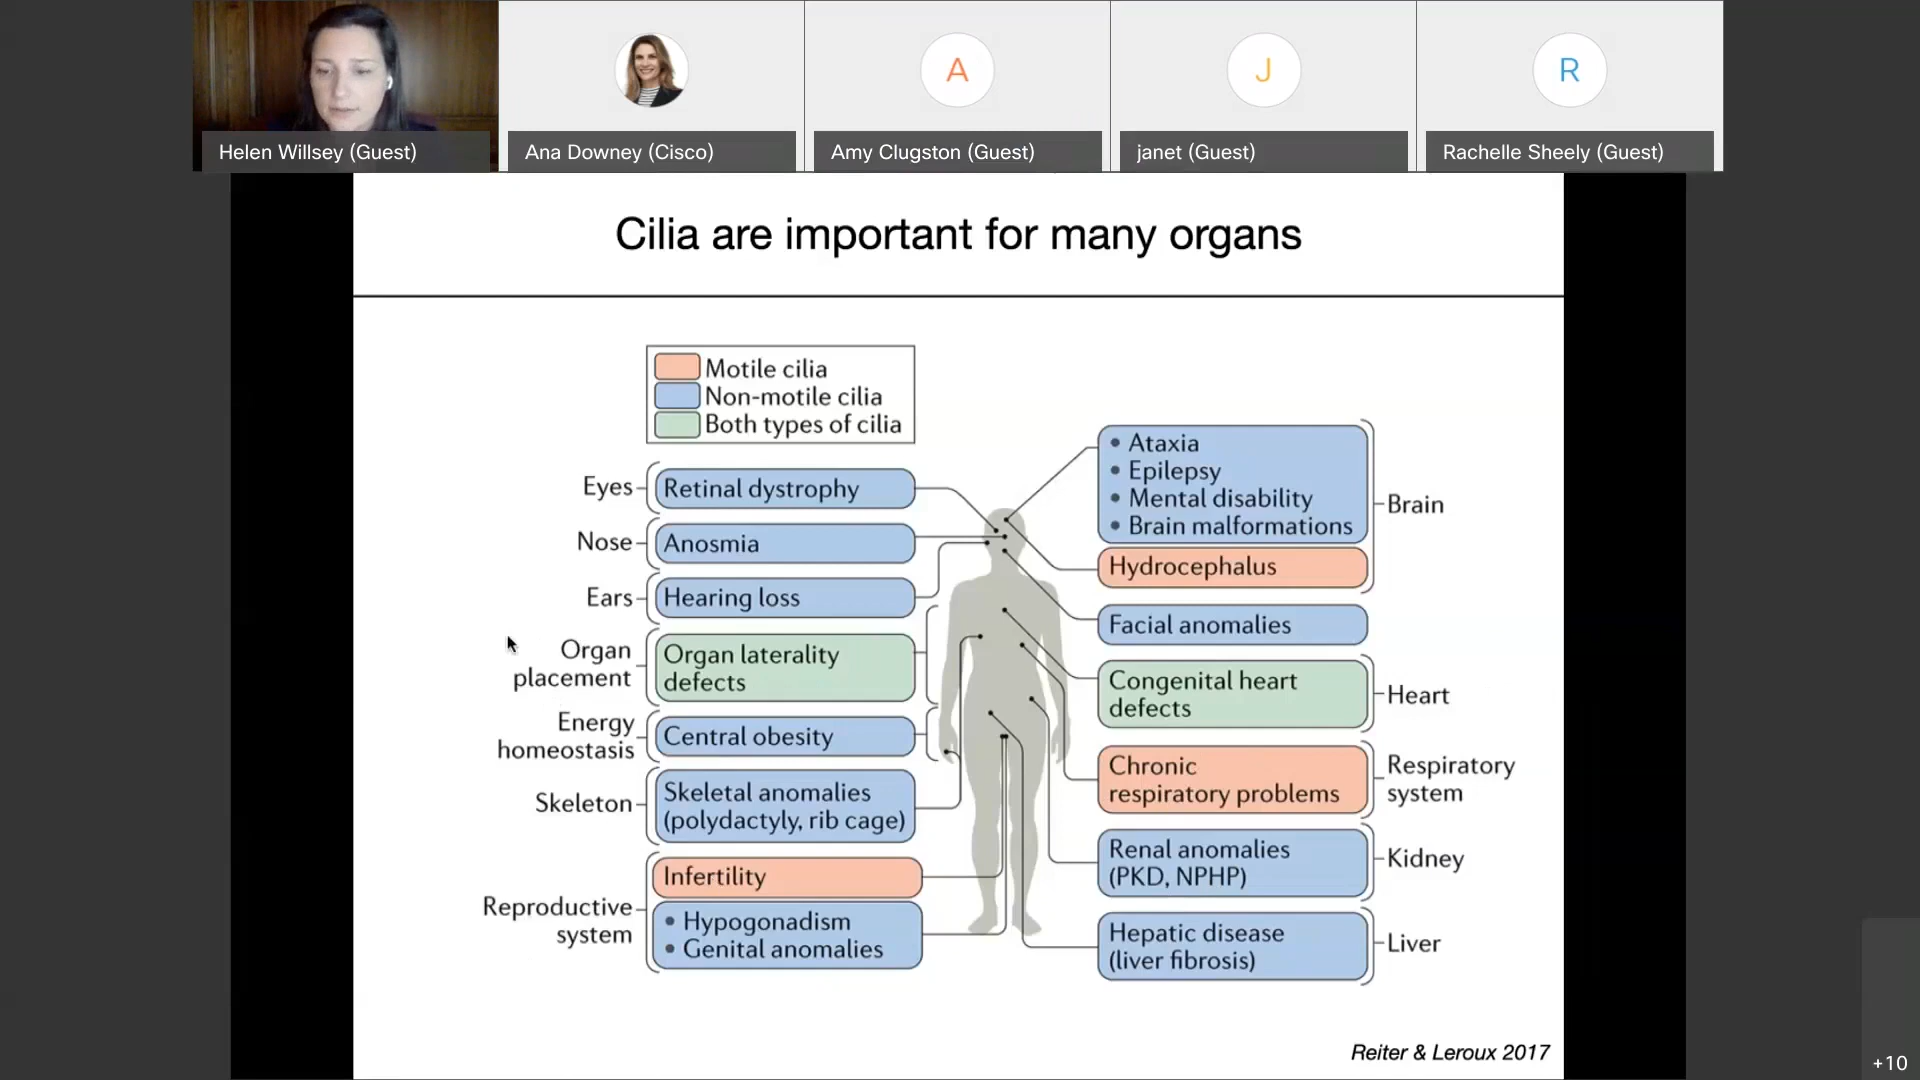 A
J
R
Helen Willsey (Guest)
Ana Downey (Cisco)
Amy Clugston (Guest)
janet (Guest)
Rachelle Sheely (Guest)
Cilia are important for many organs
Motile cilia
Non-motile cilia
Both types of cilia
Eyes
Retinal dystrophy
Nose
Anosmia
Ears
Hearing loss
Organ
placement
Organ laterality
defects
Energy
homeostasis
Central obesity
Skeleton
Skeletal anomalies
(polydactyly, rib cage)
Reproductive
system
Infertility
• Hypogonadism
• Genital anomalies
• Ataxia
• Epilepsy
• Mental disability
• Brain malformations
Brain
Hydrocephalus
Facial anomalies
Congenital heart
defects
Heart
Chronic
respiratory problems
Respiratory
system
Renal anomalies
(PKD, NPHP)
Kidney
Hepatic disease
(liver fibrosis)
Liver
Reiter & Leroux 2017
+10